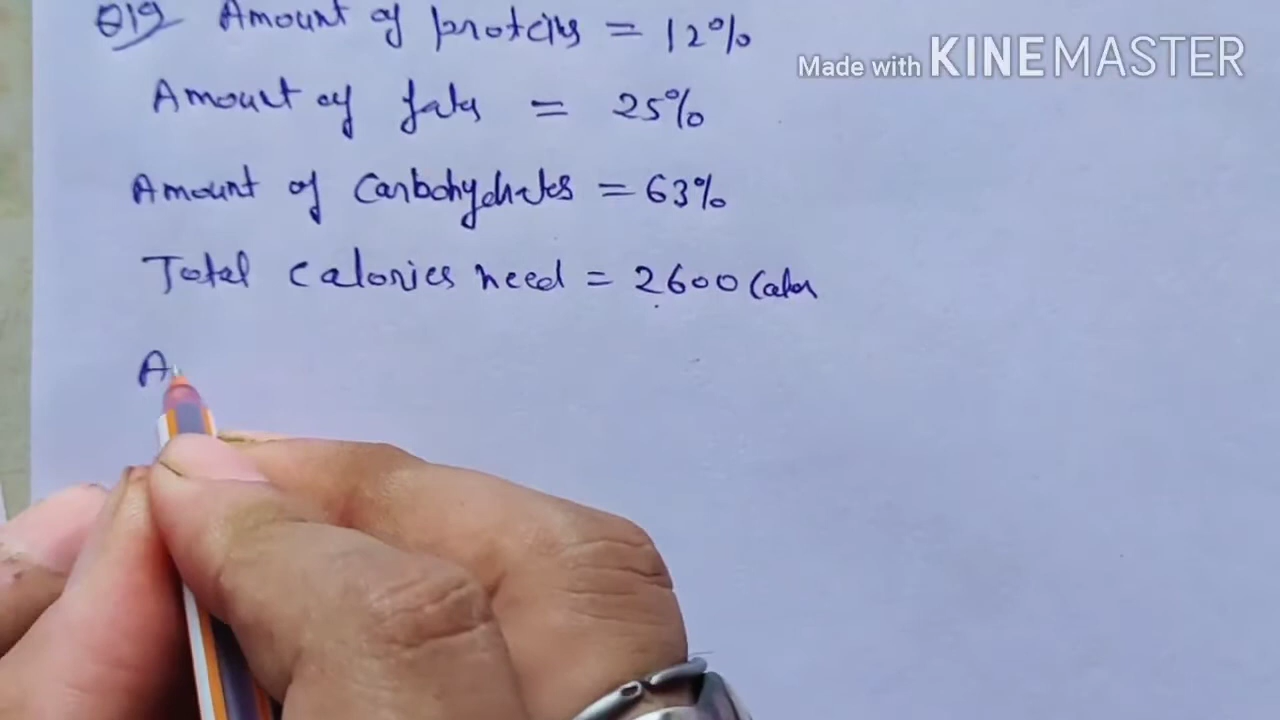 Q19 Amount of proteins = 12%
Made with KINEMASTER
Amount of fats = 25%
Amount of Carbohydrates = 63%
Total calories need = 2600 Calor
A